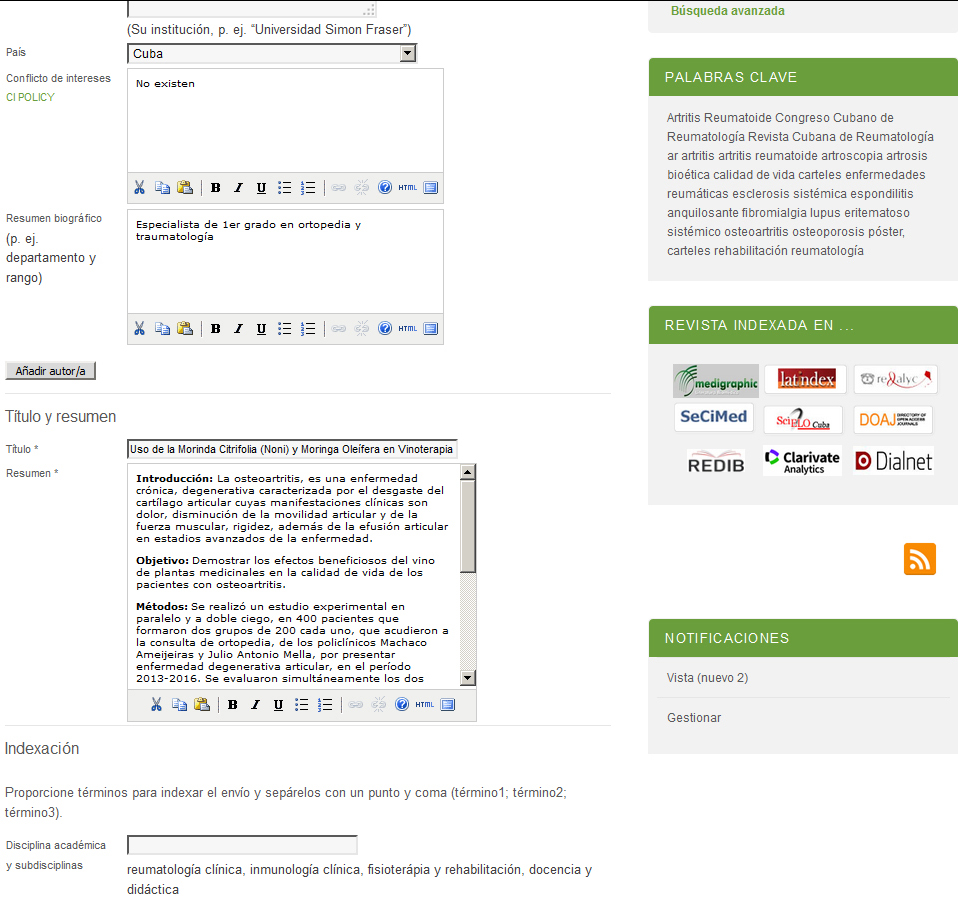 (Su institución, p. ej. “Universidad Simon Fraser”)
País
Cuba
Conflicto de intereses
CI POLICY
No existen
B I U
HTML
Resumen biográfico
(p. ej.
departamento y
rango)
Especialista de 1er grado en ortopedia y
traumatología
B I U
HTML
Añadir autor/a
Título y resumen
Título *
Uso de la Morinda Citrifolia (Noni) y Moringa Oleífera en Vinoterapia
Resumen *
Introducción: La osteoartritis, es una enfermedad
crónica, degenerativa caracterizada por el desgaste del
cartílago articular cuyas manifestaciones clínicas son
dolor, disminución de la movilidad articular y de la
fuerza muscular, rigidez, además de la efusión articular
en estadios avanzados de la enfermedad.
Objetivo: Demostrar los efectos beneficiosos del vino
de plantas medicinales en la calidad de vida de los
pacientes con osteoartritis.
Métodos: Se realizó un estudio experimental en
paralelo y a doble ciego, en 400 pacientes que
formaron dos grupos de 200 cada uno, que acudieron a
la consulta de ortopedia, de los policlínicos Machaco
Ameijeiras y Julio Antonio Mella, por presentar
enfermedad degenerativa articular, en el período
2013-2016. Se evaluaron simultáneamente los dos
B I U
HTML
Indexación
Proporcione términos para indexar el envío y sepárelos con un punto y coma (término1; término2;
término3).
Disciplina académica
y subdisciplinas
reumatología clínica, inmunología clínica, fisioterápia y rehabilitación, docencia y
didáctica
Búsqueda avanzada
PALABRAS CLAVE
Artritis Reumatoide Congreso Cubano de
Reumatología Revista Cubana de Reumatología
ar artritis artritis reumatoide artroscopia artrosis
bioética calidad de vida carteles enfermedades
reumáticas esclerosis sistémica espondilitis
anquilosante fibromialgia lupus eritematoso
sistémico osteoartritis osteoporosis póster,
carteles rehabilitación reumatología
REVISTA INDEXADA EN ...
medigraphic
latindex
redalyc
SeCiMed
SciELO Cuba
DOAJ DIRECTORY OF OPEN ACCESS JOURNALS
REDIB
Clarivate Analytics
Dialnet
NOTIFICACIONES
Vista (nuevo 2)
Gestionar